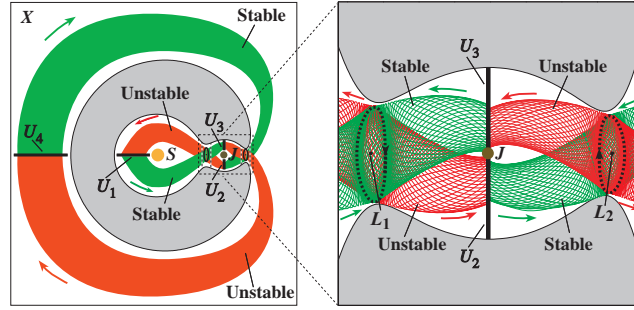 X
Stable
Unstable
U4
U3
S
J
U1
U2
Stable
Unstable
U3
Stable
Unstable
J
L1
L2
Unstable
Stable
U2